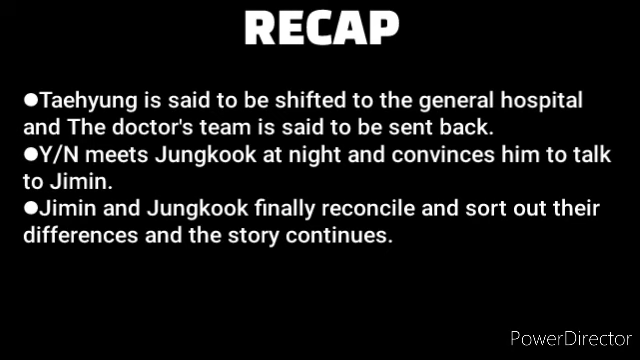 RECAP
●Taehyung is said to be shifted to the general hospital
and The doctor's team is said to be sent back.
●Y/N meets Jungkook at night and convinces him to talk
to Jimin.
●Jimin and Jungkook finally reconcile and sort out their
differences and the story continues.
PowerDirector